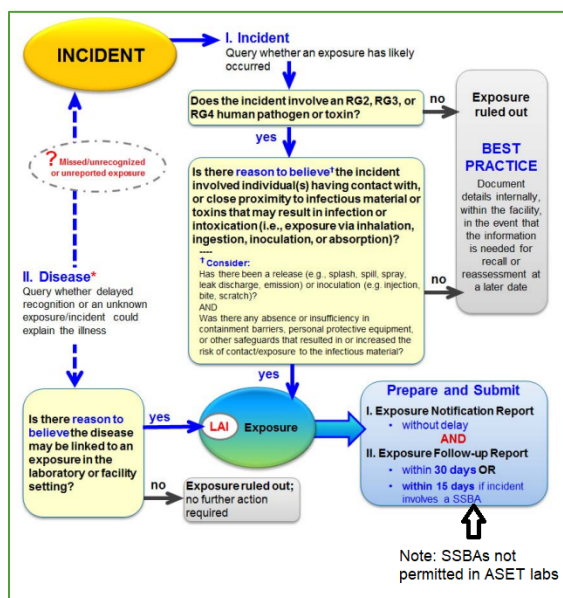 INCIDENT
I. Incident
Query whether an exposure has likely
occurred
Does the incident involve an RG2, RG3, or
RG4 human pathogen or toxin?
no
yes
Exposure
ruled out
BEST
PRACTICE
Document
details internally,
within the facility,
in the event that
the information
is needed for
recall or
reassessment at
a later date
? Missed/unrecognized
or unreported exposure
Is there reason to believe† the incident
involved individual(s) having contact with,
or close proximity to infectious material or
toxins that may result in infection or
intoxication (i.e., exposure via inhalation,
ingestion, inoculation, or absorption)?
----
† Consider:
Has there been a release (e.g., splash, spill, spray,
leak discharge, emission) or inoculation (e.g. injection,
bite, scratch)?
AND
Was there any absence or insufficiency in
containment barriers, personal protective equipment,
or other safeguards that resulted in or increased the
risk of contact/exposure to the infectious material?
no
yes
II. Disease*
Query whether delayed
recognition or an unknown
exposure/incident could
explain the illness
Is there reason to
believe the disease
may be linked to an
exposure in the
laboratory or facility
setting?
yes
no
LAI Exposure
Exposure ruled out;
no further action
required
Prepare and Submit
I. Exposure Notification Report
• without delay
AND
II. Exposure Follow-up Report
• within 30 days OR
• within 15 days if incident
involves a SSBA
Note: SSBAs not
permitted in ASET labs